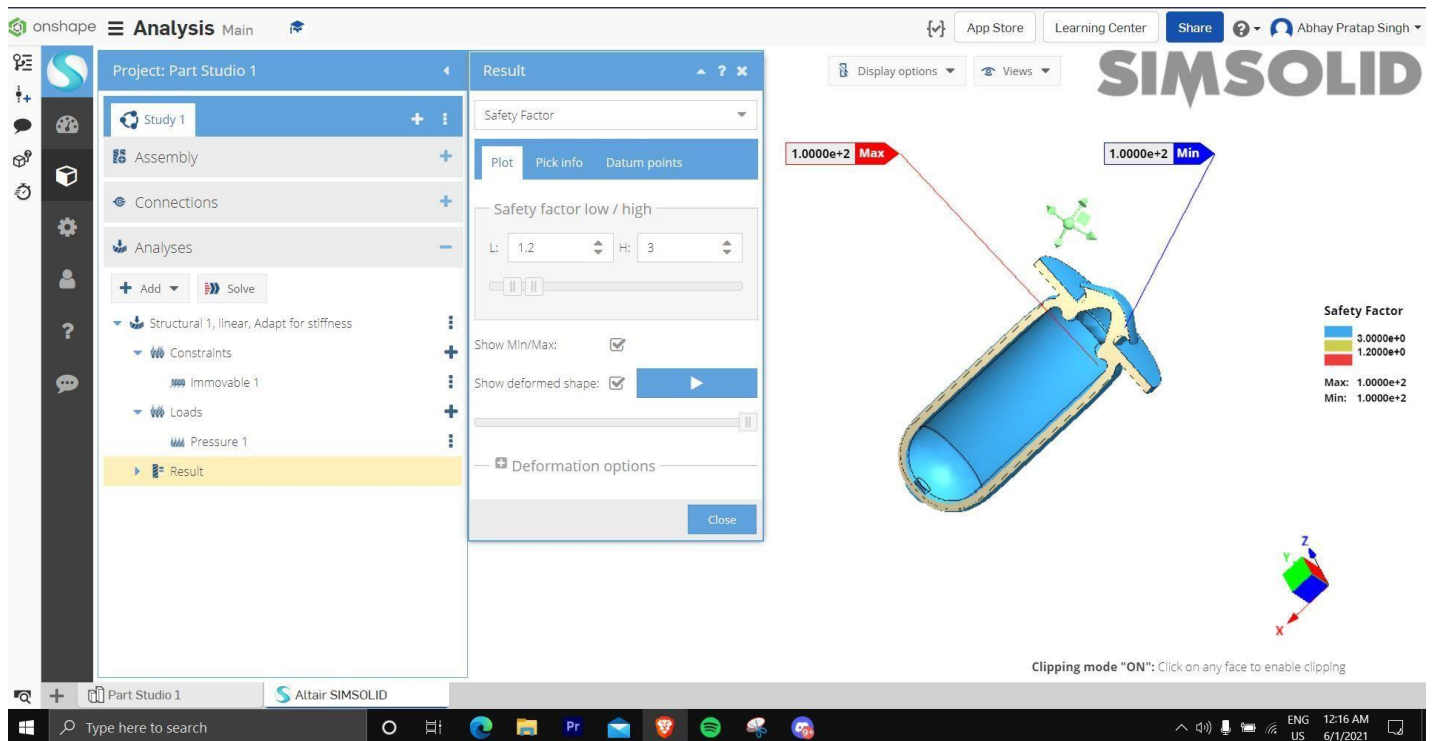 onshape Analysis Main
App Store
Learning Center
Share
?
Abhay Pratap Singh
Project: Part Studio 1
Study 1
Assembly
Connections
Analyses
Add
Solve
Structural 1, linear, Adapt for stiffness
Constraints
Immovable 1
Loads
Pressure 1
Result
Result
?
Safety Factor
Plot
Pick info
Datum points
Safety factor low / high
L: 1.2
H: 3
Show Min/Max:
Show deformed shape:
Deformation options
Close
Display options
Views
SIMSOLID
1.0000e+2 Max
1.0000e+2 Min
Safety Factor
3.0000e+0
1.2000e+0
Max: 1.0000e+2
Min: 1.0000e+2
Z
Y
X
Clipping mode "ON": Click on any face to enable clipping
Part Studio 1
Altair SIMSOLID
Type here to search
Pr
ENG
US
12:16 AM
6/1/2021